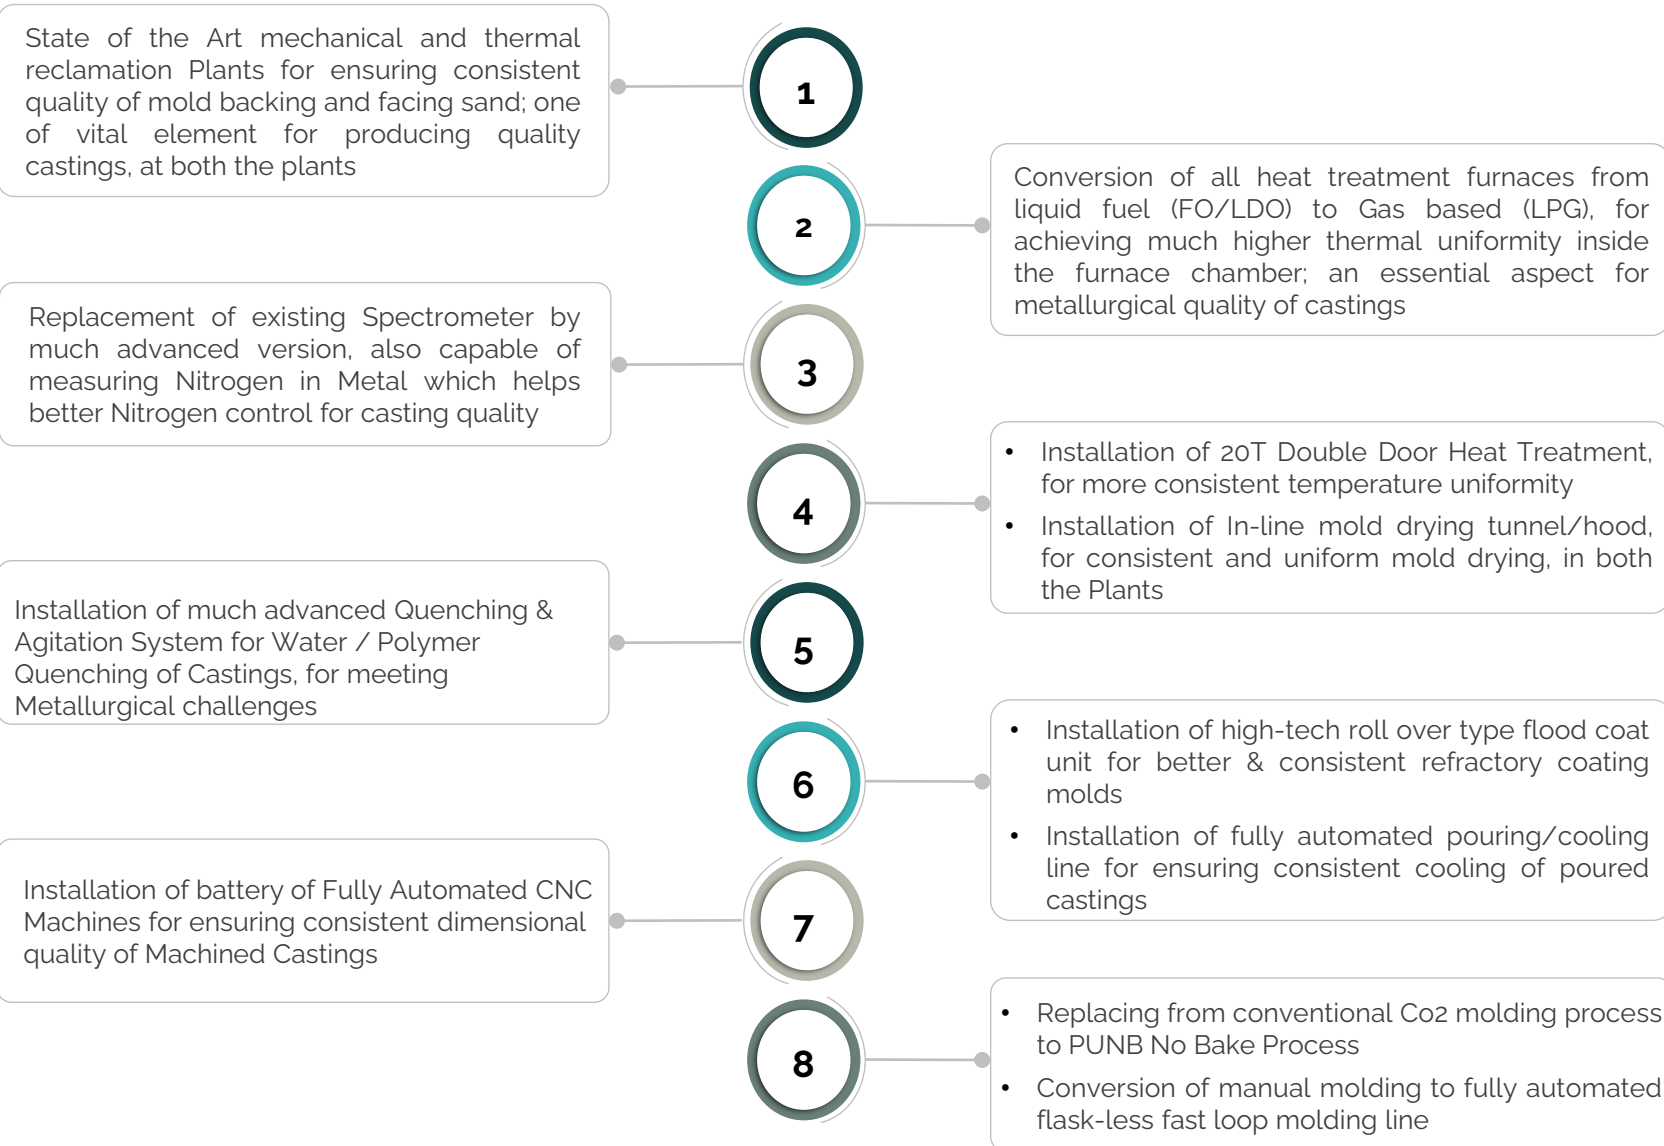 State of the Art mechanical and thermal
reclamation Plants for ensuring consistent
quality of mold backing and facing sand; one
of vital element for producing quality
castings, at both the plants
1
2
Conversion of all heat treatment furnaces from
liquid fuel (FO/LDO) to Gas based (LPG), for
achieving much higher thermal uniformity inside
the furnace chamber; an essential aspect for
metallurgical quality of castings
Replacement of existing Spectrometer by
much advanced version, also capable of
measuring Nitrogen in Metal which helps
better Nitrogen control for casting quality
3
4
• Installation of 20T Double Door Heat Treatment,
for more consistent temperature uniformity
• Installation of In-line mold drying tunnel/hood,
for consistent and uniform mold drying, in both
the Plants
Installation of much advanced Quenching &
Agitation System for Water / Polymer
Quenching of Castings, for meeting
Metallurgical challenges
5
6
• Installation of high-tech roll over type flood coat
unit for better & consistent refractory coating
molds
• Installation of fully automated pouring/cooling
line for ensuring consistent cooling of poured
castings
Installation of battery of Fully Automated CNC
Machines for ensuring consistent dimensional
quality of Machined Castings
7
8
• Replacing from conventional Co2 molding process
to PUNB No Bake Process
• Conversion of manual molding to fully automated
flask-less fast loop molding line